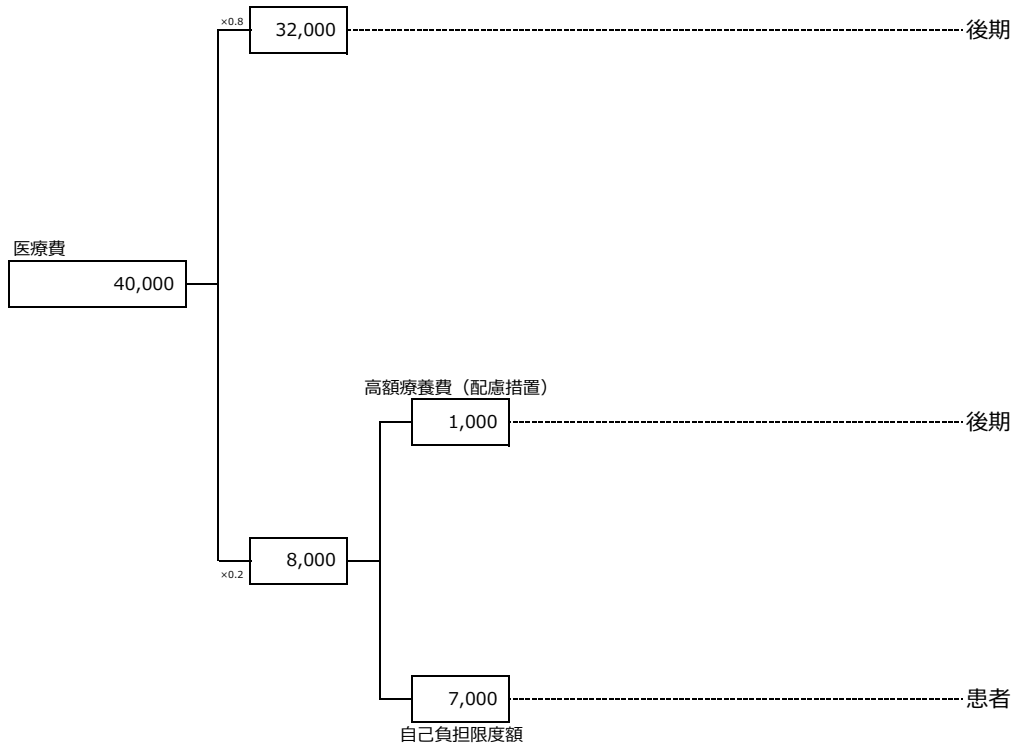 ×0.8
32,000
後期
医療費
40,000
高額療養費（配慮措置）
1,000
後期
8,000
×0.2
7,000
患者
自己負担限度額